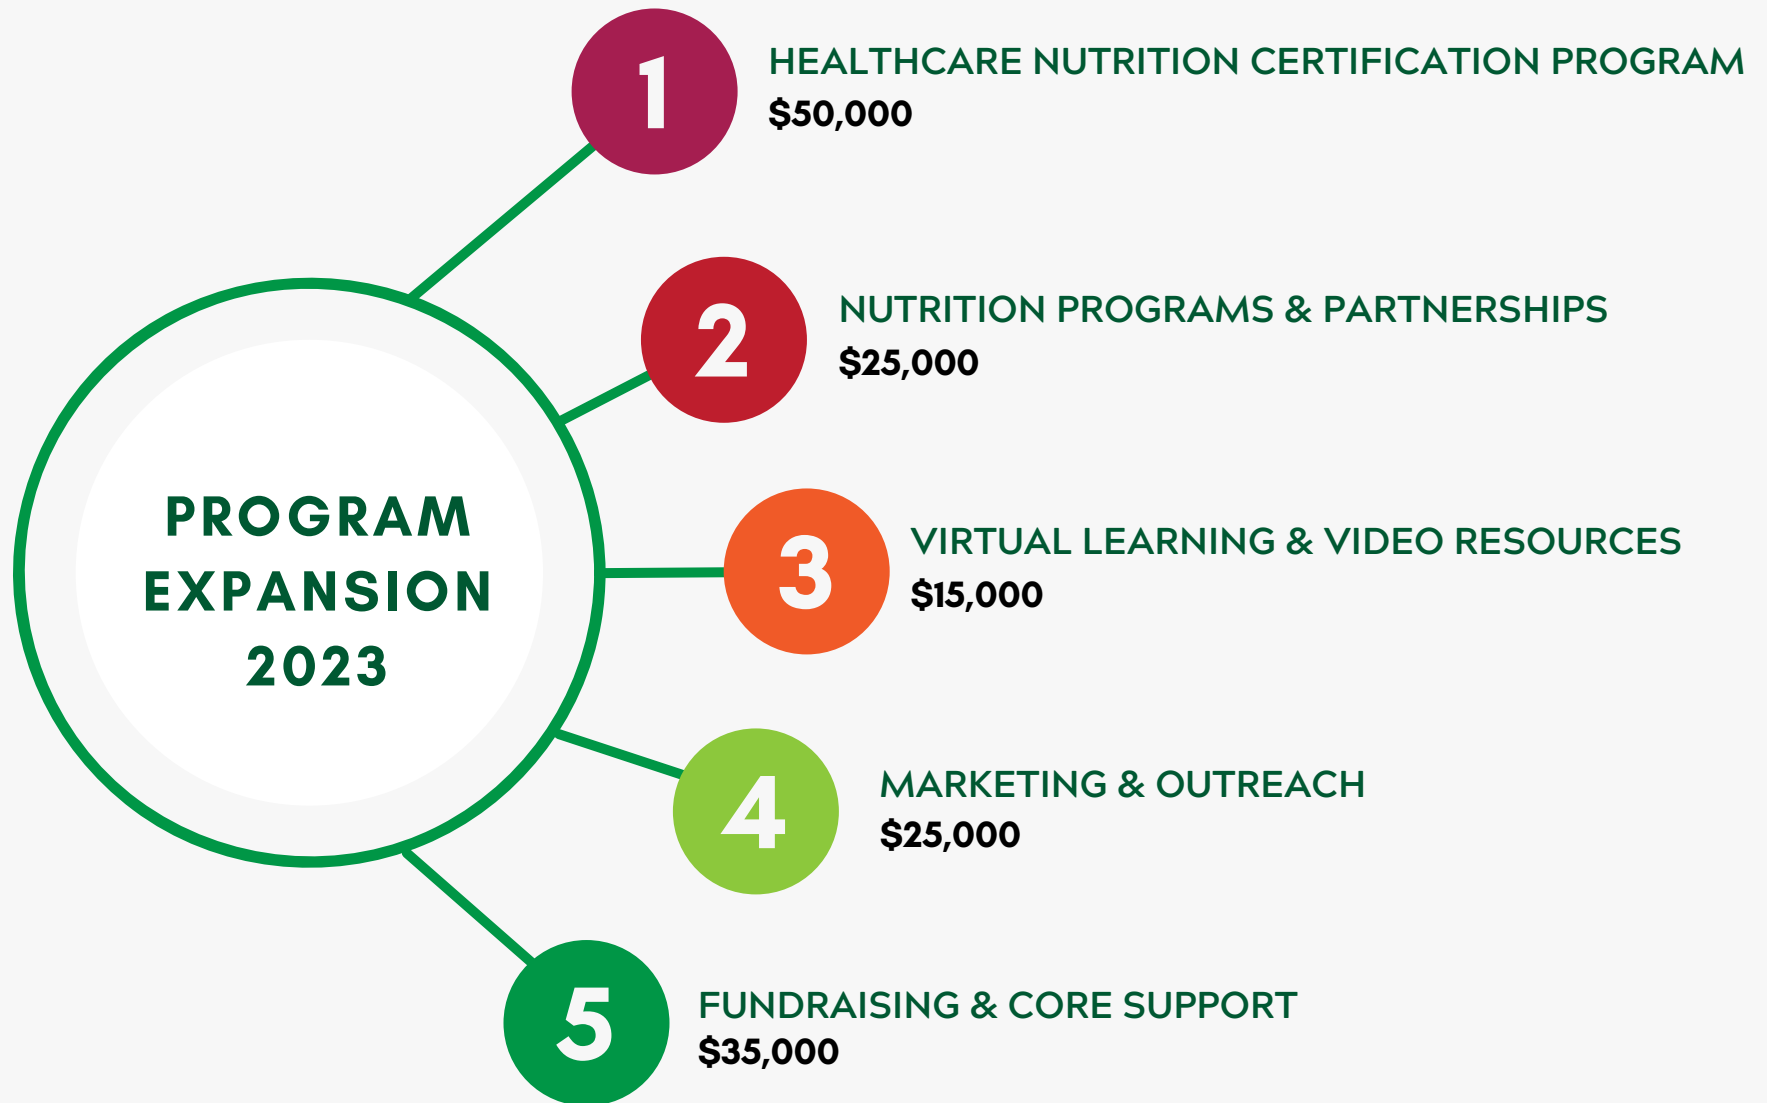 PROGRAM
EXPANSION
2023
1
HEALTHCARE NUTRITION CERTIFICATION PROGRAM
$50,000
2
NUTRITION PROGRAMS & PARTNERSHIPS
$25,000
3
VIRTUAL LEARNING & VIDEO RESOURCES
$15,000
4
MARKETING & OUTREACH
$25,000
5
FUNDRAISING & CORE SUPPORT
$35,000